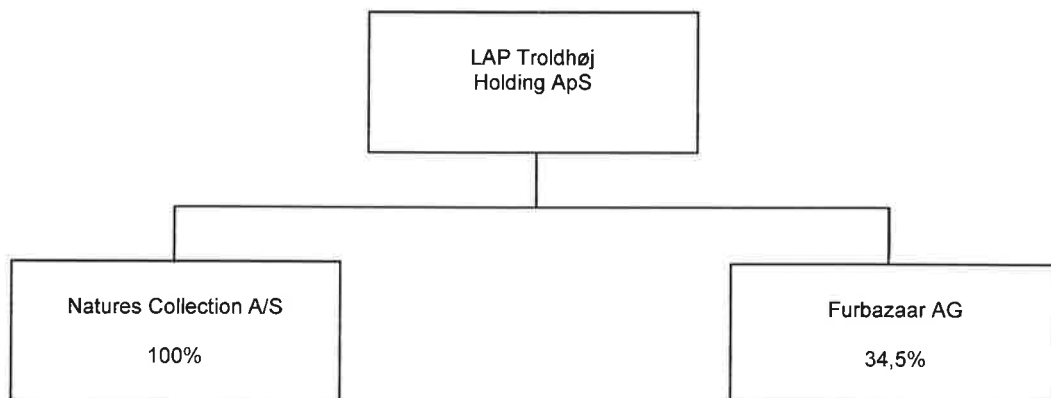 LAP Troldhøj
Holding ApS
Natures Collection A/S
100%
Furbazaar AG
34,5%